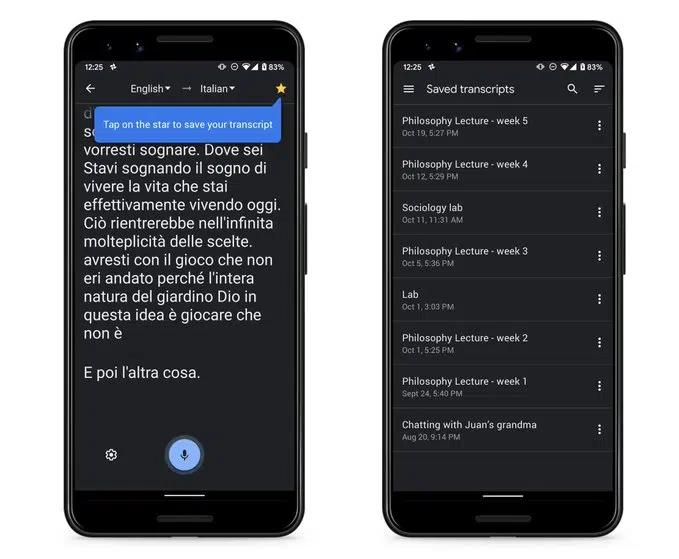 12:25 83%
English Italian
d
Tap on the star to save your transcript
so
vorresti sognare. Dove sei
Stavi sognando il sogno di
vivere la vita che stai
effettivamente vivendo oggi.
Ciò rientrerebbe nell'infinita
molteplicità delle scelte.
avresti con il gioco che non
eri andato perché l'intera
natura del giardino Dio in
questa idea è giocare che
non è
E poi l'altra cosa.
12:25 83%
Saved transcripts
Philosophy Lecture - week 5
Oct 19, 5:27 PM
Philosophy Lecture - week 4
Oct 12, 5:29 PM
Sociology lab
Oct 11, 11:31 AM
Philosophy Lecture - week 3
Oct 5, 5:36 PM
Lab
Oct 1, 3:03 PM
Philosophy Lecture - week 2
Oct 1, 5:25 PM
Philosophy Lecture - week 1
Sept 24, 5:40 PM
Chatting with Juan's grandma
Aug 20, 9:14 PM